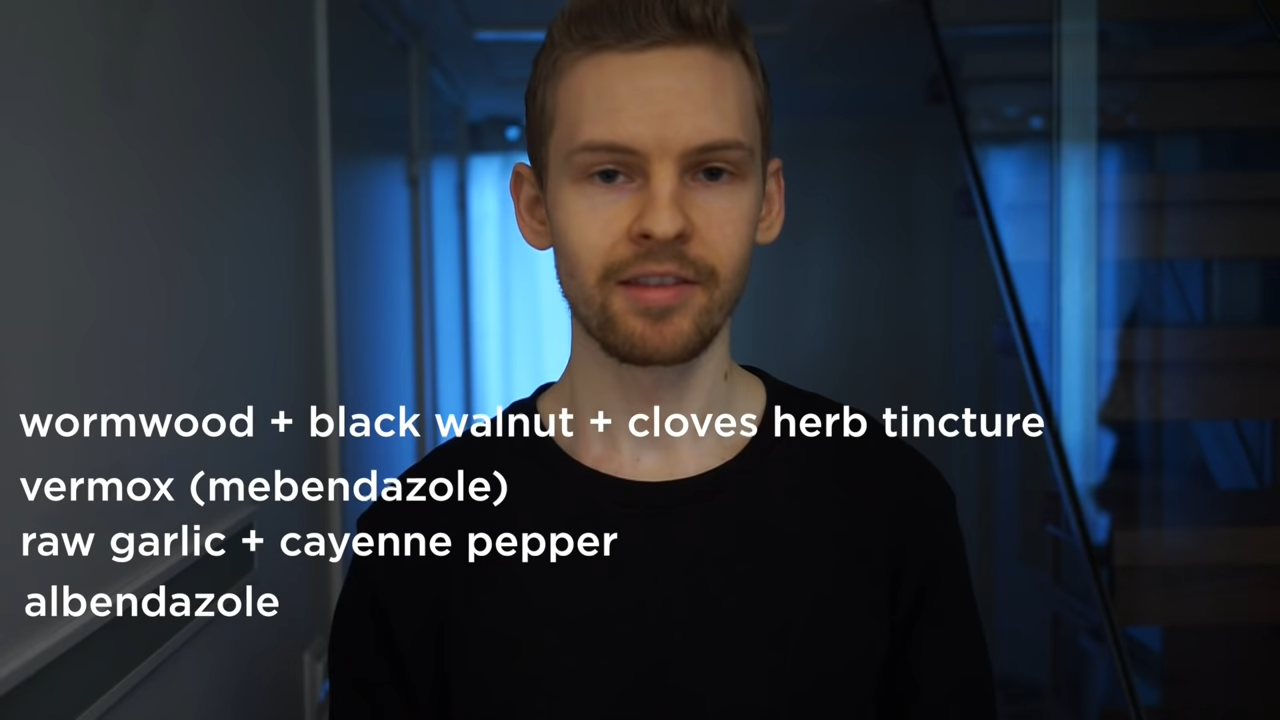 wormwood + black walnut + cloves herb tincture
vermox (mebendazole)
raw garlic + cayenne pepper
albendazole